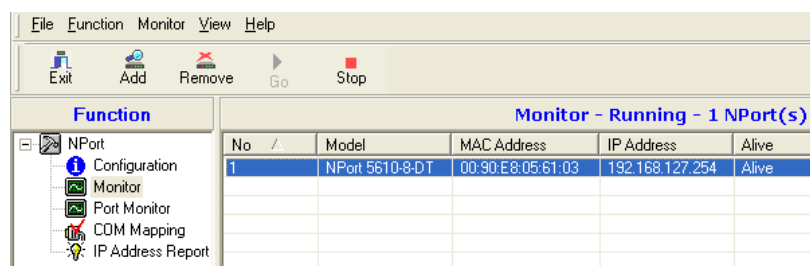 File Function Monitor View Help
Exit Add Remove Go Stop
Function
Monitor - Running - 1 NPort(s)
NPort
Configuration
Monitor
Port Monitor
COM Mapping
IP Address Report
No Model MAC Address IP Address Alive
1 NPort 5610-8-DT 00:90:E8:05:61:03 192.168.127.254 Alive